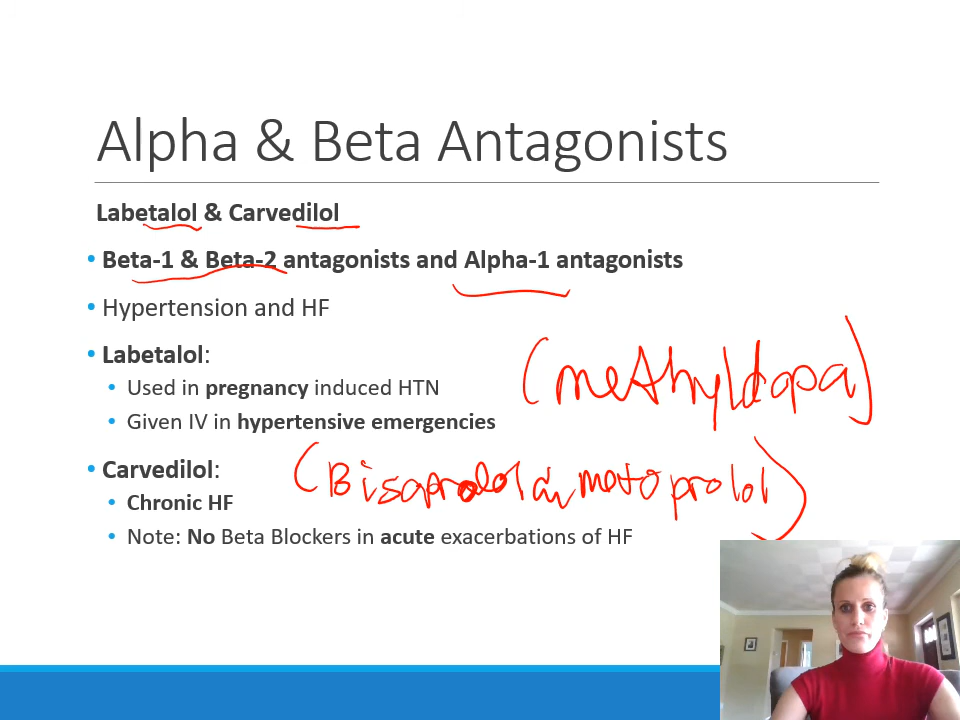 Alpha & Beta Antagonists
Labetalol & Carvedilol
• Beta-1 & Beta-2 antagonists and Alpha-1 antagonists
• Hypertension and HF
• Labetalol:
• Used in pregnancy induced HTN
(methyldopa)
• Given IV in hypertensive emergencies
• Carvedilol:
(Bisoprolol & metoprolol)
• Chronic HF
• Note: No Beta Blockers in acute exacerbations of HF